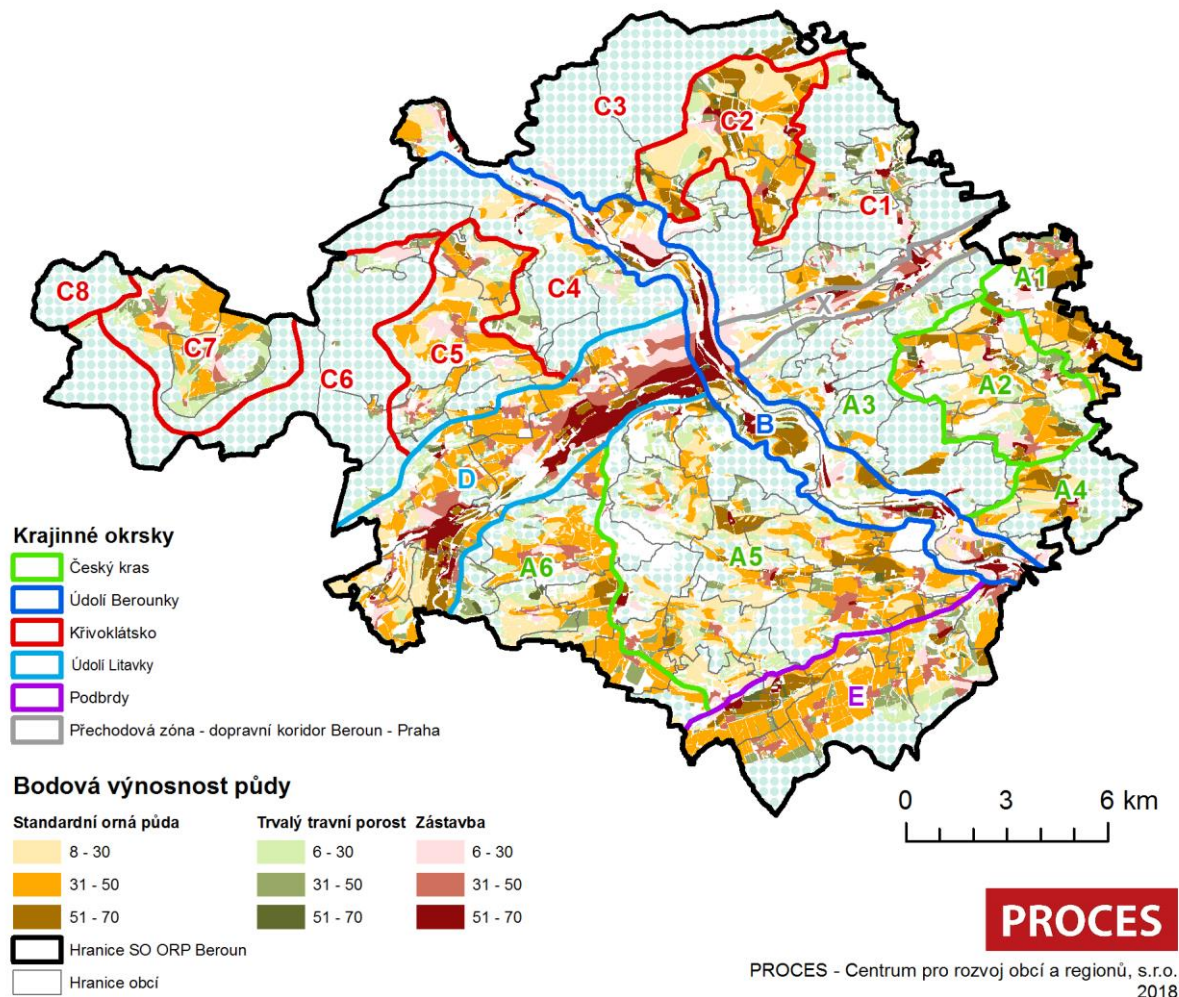 C3
C2
C1
C8
C4
A1
C7
X
C5
C6
A2
A3
B
D
A4
A5
A6
E
Krajinné okrsky
Český kras
Údolí Berounky
Křivoklátsko
Údolí Litavky
Podbrdy
Přechodová zóna - dopravní koridor Beroun - Praha
Bodová výnosnost půdy
Standardní orná půda
8 - 30
31 - 50
51 - 70
Trvalý travní porost
6 - 30
31 - 50
51 - 70
Zástavba
6 - 30
31 - 50
51 - 70
Hranice SO ORP Beroun
Hranice obcí
0 3 6 km
PROCES
PROCES - Centrum pro rozvoj obcí a regionů, s.r.o.
2018